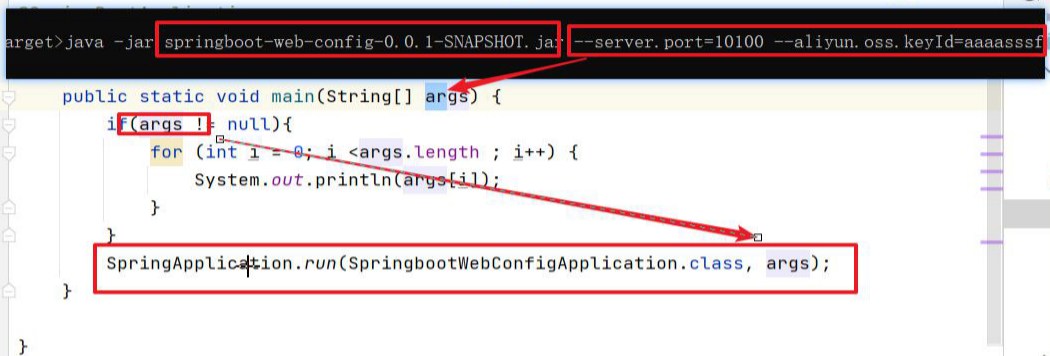 arget>java -jar springboot-web-config-0.0.1-SNAPSHOT.jar --server.port=10100 --aliyun.oss.keyId=aaaasssf
public static void main(String[] args) {
if(args != null){
for (int i = 0; i <args.length ; i++) {
System.out.println(args[i]);
}
}
SpringApplication.run(SpringbootWebConfigApplication.class, args);
}
}